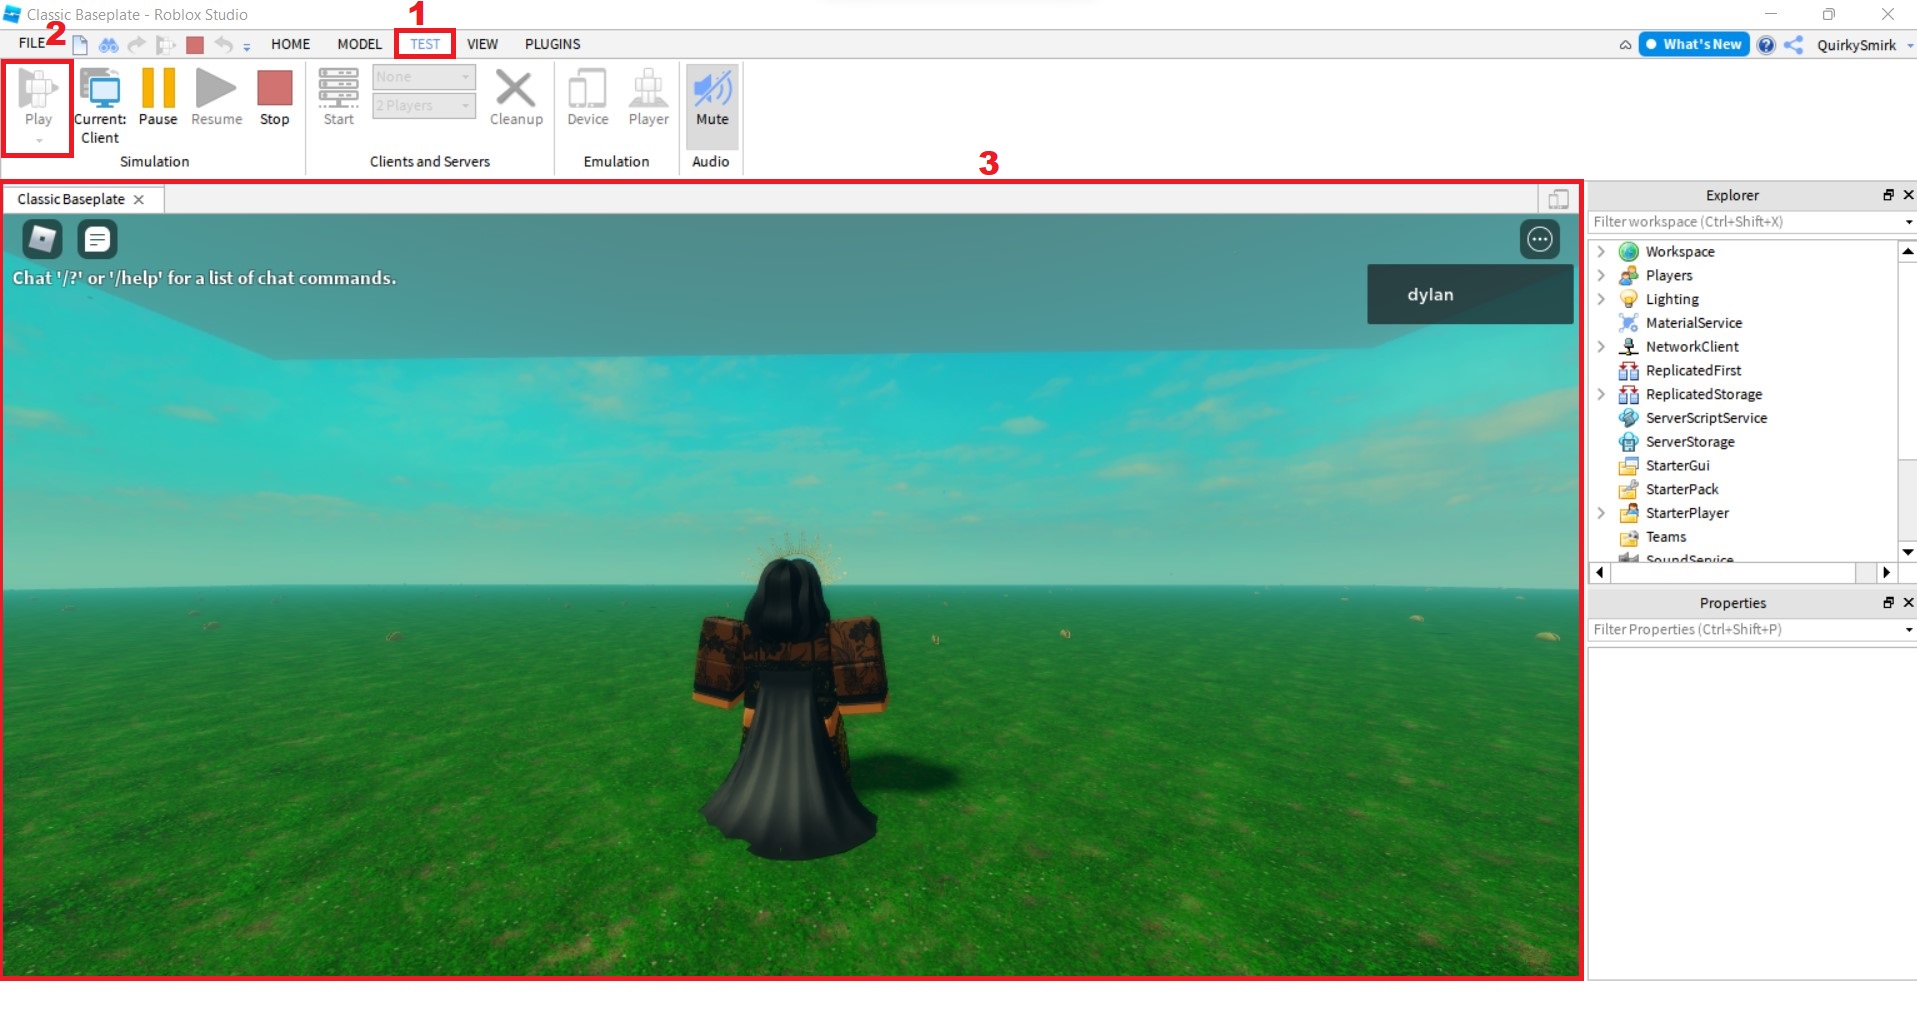 Classic Baseplate - Roblox Studio
1
2
FILE
HOME
MODEL
TEST
VIEW
PLUGINS
What's New
QuirkySmirk
Play
Current:
Client
Pause
Resume
Stop
Simulation
Start
None
2 Players
Cleanup
Clients and Servers
Device
Player
Emulation
Mute
Audio
3
Classic Baseplate
Chat '/?' or '/help' for a list of chat commands.
dylan
Explorer
Filter workspace (Ctrl+Shift+X)
Workspace
Players
Lighting
MaterialService
NetworkClient
ReplicatedFirst
ReplicatedStorage
ServerScriptService
ServerStorage
StarterGui
StarterPack
StarterPlayer
Teams
SoundService
Properties
Filter Properties (Ctrl+Shift+P)